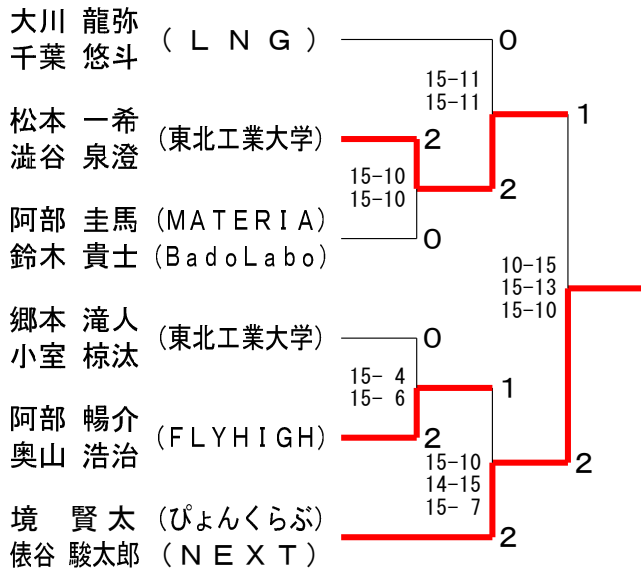 大川 龍弥 (LNG)
千葉 悠斗
0
15-11
15-11
1
松本 一希 (東北工業大学)
澁谷 泉澄
2
15-10
15-10
2
阿部 圭馬 (MATERIA)
鈴木 貴士 (BadoLabo)
0
10-15
15-13
15-10
郷本 滝人 (東北工業大学)
小室 椋汰
0
15- 4
15- 6
1
阿部 暢介 (FLYHIGH)
奥山 浩治
2
15-10
14-15
15- 7
2
境 賢太 (ぴょんくらぶ)
俵谷 駿太郎 (NEXT)
2